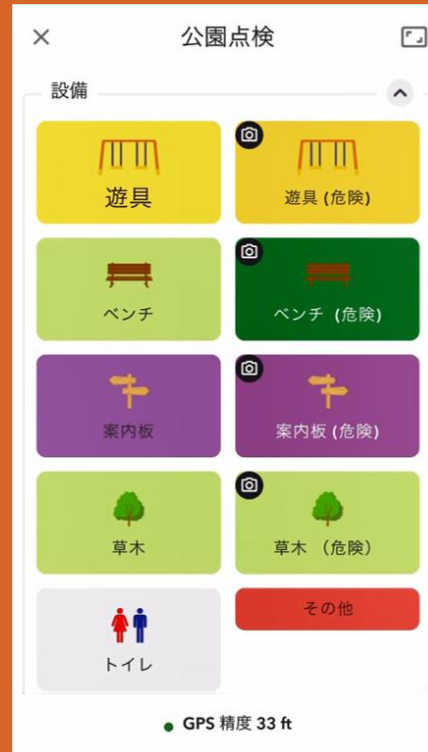 公園点検
設備
遊具
遊具 (危険)
ベンチ
ベンチ (危険)
案内板
案内板 (危険)
草木
草木 (危険)
トイレ
その他
GPS 精度 33 ft